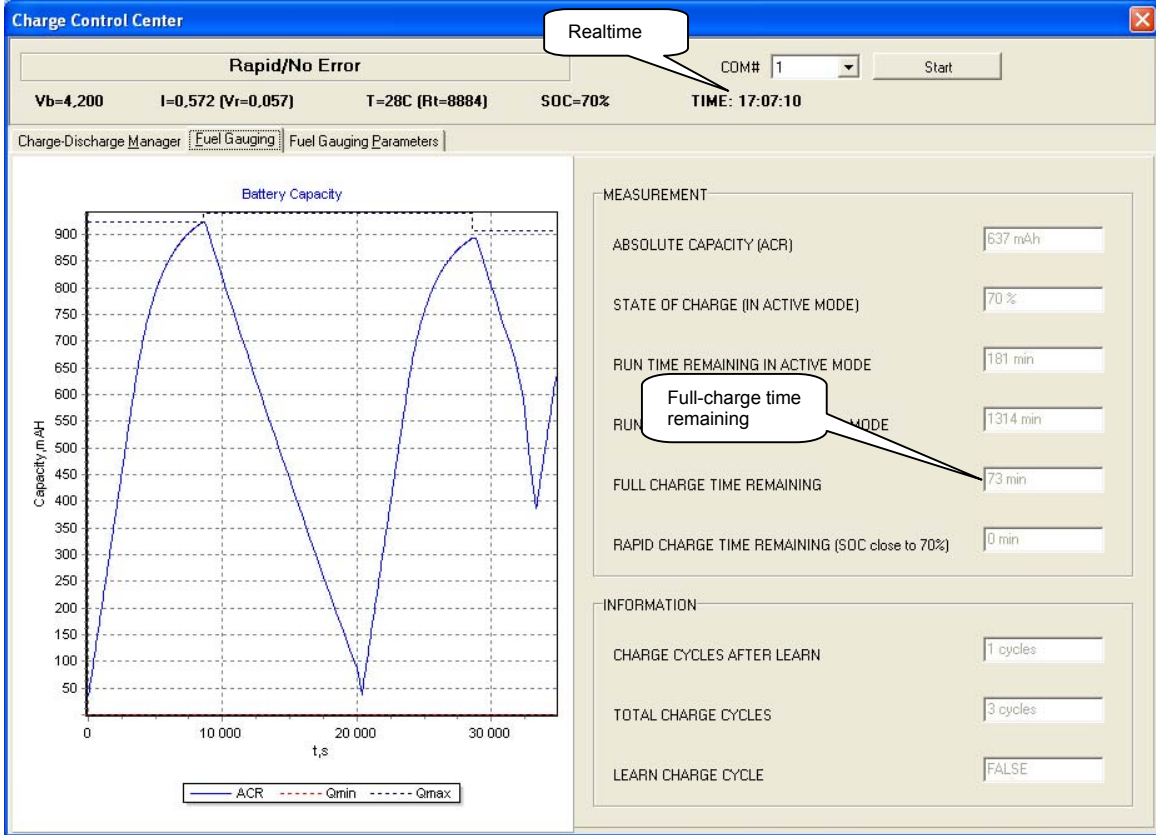 Charge Control Center
Realtime
Rapid/No Error
COM# 1 Start
Vb=4,200 I=0,572 (Vr=0,057) T=28C (Rt=8884) SOC=70% TIME: 17:07:10
Charge-Discharge Manager Fuel Gauging Fuel Gauging Parameters
Battery Capacity
900
850
800
750
700
650
600
550
500
450
400
350
300
250
200
150
100
50
Capacity,mAH
0 10 000 20 000 30 000
t,s
ACR Qmin Qmax
MEASUREMENT
ABSOLUTE CAPACITY (ACR) 637 mAh
STATE OF CHARGE (IN ACTIVE MODE) 70 %
RUN TIME REMAINING IN ACTIVE MODE 181 min
Full-charge time
remaining
RUN MODE 1314 min
FULL CHARGE TIME REMAINING 73 min
RAPID CHARGE TIME REMAINING (SOC close to 70%) 0 min
INFORMATION
CHARGE CYCLES AFTER LEARN 1 cycles
TOTAL CHARGE CYCLES 3 cycles
LEARN CHARGE CYCLE FALSE